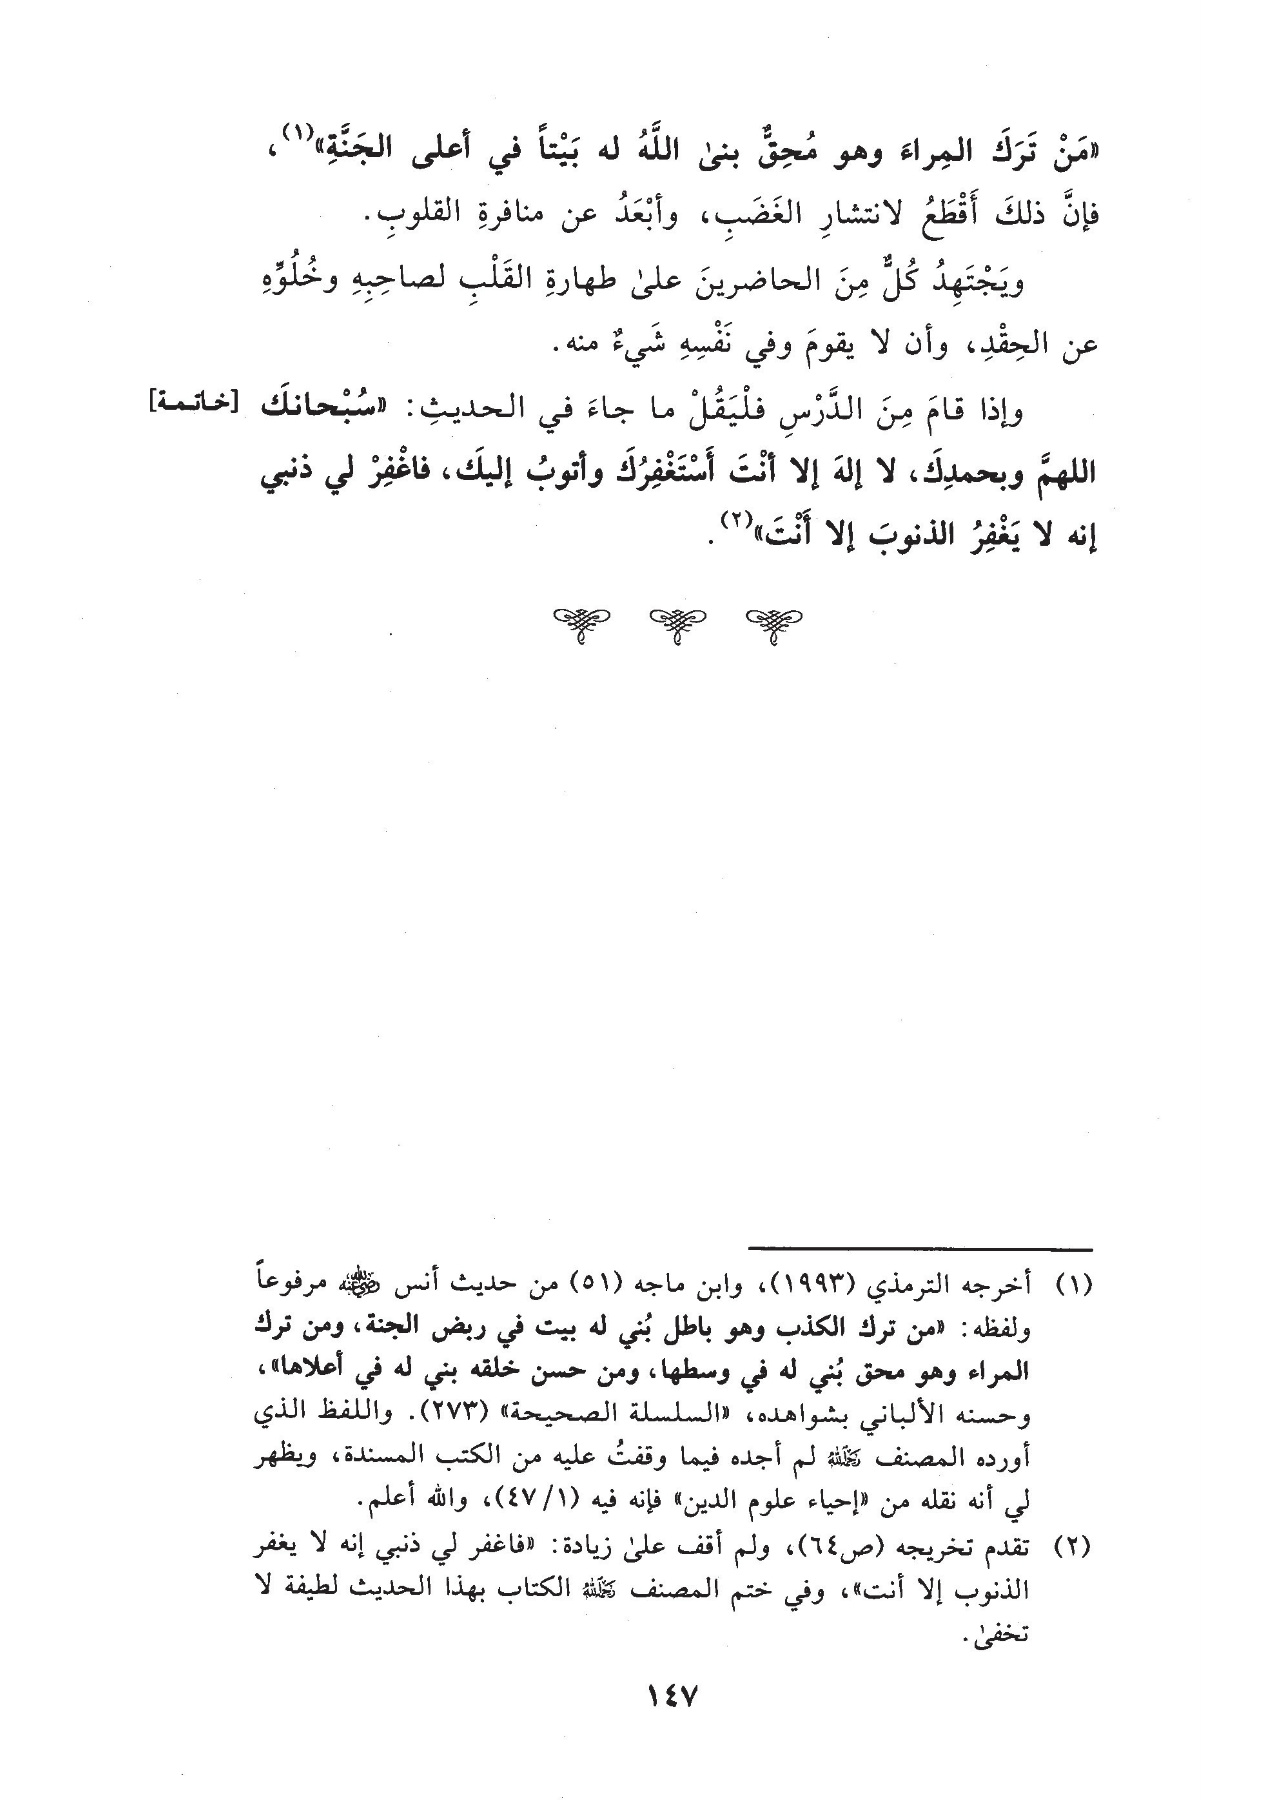 «مَنْ تَرَكَ المِراءَ وهو مُحِقٌّ بنىٰ اللَّهُ له بَيْتاً في أعلى الجَنَّةِ»(١)،
فإنَّ ذلكَ أَقْطَعُ لانتشارِ الغَضَبِ، وأبْعَدُ عن منافرةِ القلوبِ.
ويَجْتَهِدُ كُلٌّ مِنَ الحاضرينَ علىٰ طهارةِ القَلْبِ لصاحِبِهِ وخُلُوِّهِ
عن الحِقْدِ، وأن لا يقومَ وفي نَفْسِهِ شَيءٌ منه.
وإذا قامَ مِنَ الدَّرْسِ فلْيَقُلْ ما جاءَ في الحديثِ: «سُبْحانكَ [خاتمة]
اللهمَّ وبحمدِكَ، لا إلهَ إلا أنْتَ أَسْتَغْفِرُكَ وأتوبُ إليكَ، فاغْفِرْ لي ذنبي
إنه لا يَغْفِرُ الذنوبَ إلا أَنْتَ»(٢).
(١) أخرجه الترمذي (١٩٩٣)، وابن ماجه (٥١) من حديث أنس رضي الله عنه مرفوعاً
ولفظه: «من ترك الكذب وهو باطل بُني له بيت في ربض الجنة، ومن ترك
المراء وهو محق بُني له في وسطها، ومن حسن خلقه بني له في أعلاها»،
وحسنه الألباني بشواهده، «السلسلة الصحيحة» (٢٧٣). واللفظ الذي
أورده المصنف رحمه الله لم أجده فيما وقفتُ عليه من الكتب المسندة، ويظهر
لي أنه نقله من «إحياء علوم الدين» فإنه فيه (٤٧/١)، والله أعلم.
(٢) تقدم تخريجه (ص٦٤)، ولم أقف علىٰ زيادة: «فاغفر لي ذنبي إنه لا يغفر
الذنوب إلا أنت»، وفي ختم المصنف رحمه الله الكتاب بهذا الحديث لطيفة لا
تخفىٰ.
١٤٧